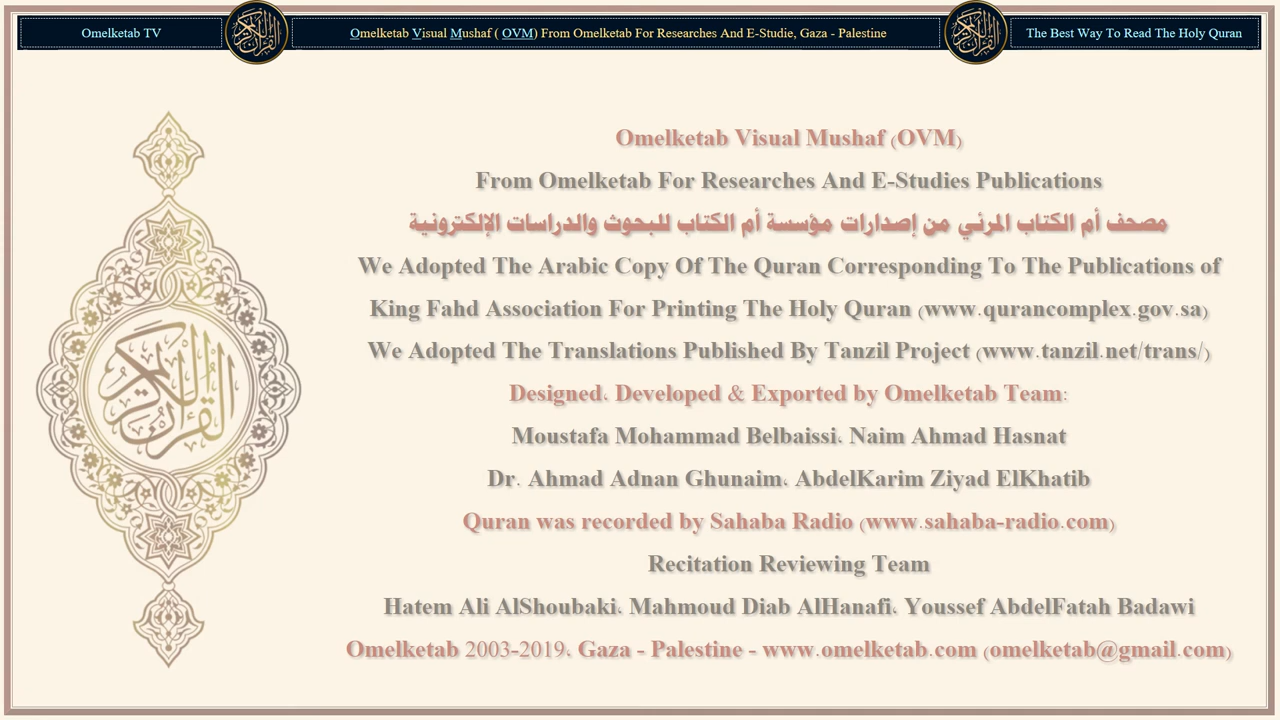 Omelketab TV
Omelketab Visual Mushaf ( OVM) From Omelketab For Researches And E-Studie, Gaza - Palestine
The Best Way To Read The Holy Quran
Omelketab Visual Mushaf (OVM)
From Omelketab For Researches And E-Studies Publications
مصحف أم الكتاب المرئي من إصدارات مؤسسة أم الكتاب للبحوث والدراسات الإلكترونية
We Adopted The Arabic Copy Of The Quran Corresponding To The Publications of
King Fahd Association For Printing The Holy Quran (www.qurancomplex.gov.sa)
We Adopted The Translations Published By Tanzil Project (www.tanzil.net/trans/)
Designed، Developed & Exported by Omelketab Team:
Moustafa Mohammad Belbaissi، Naim Ahmad Hasnat
Dr. Ahmad Adnan Ghunaim، AbdelKarim Ziyad ElKhatib
Quran was recorded by Sahaba Radio (www.sahaba-radio.com)
Recitation Reviewing Team
Hatem Ali AlShoubaki، Mahmoud Diab AlHanafi، Youssef AbdelFatah Badawi
Omelketab 2003-2019، Gaza - Palestine - www.omelketab.com (omelketab@gmail.com)
القرآن الكريم